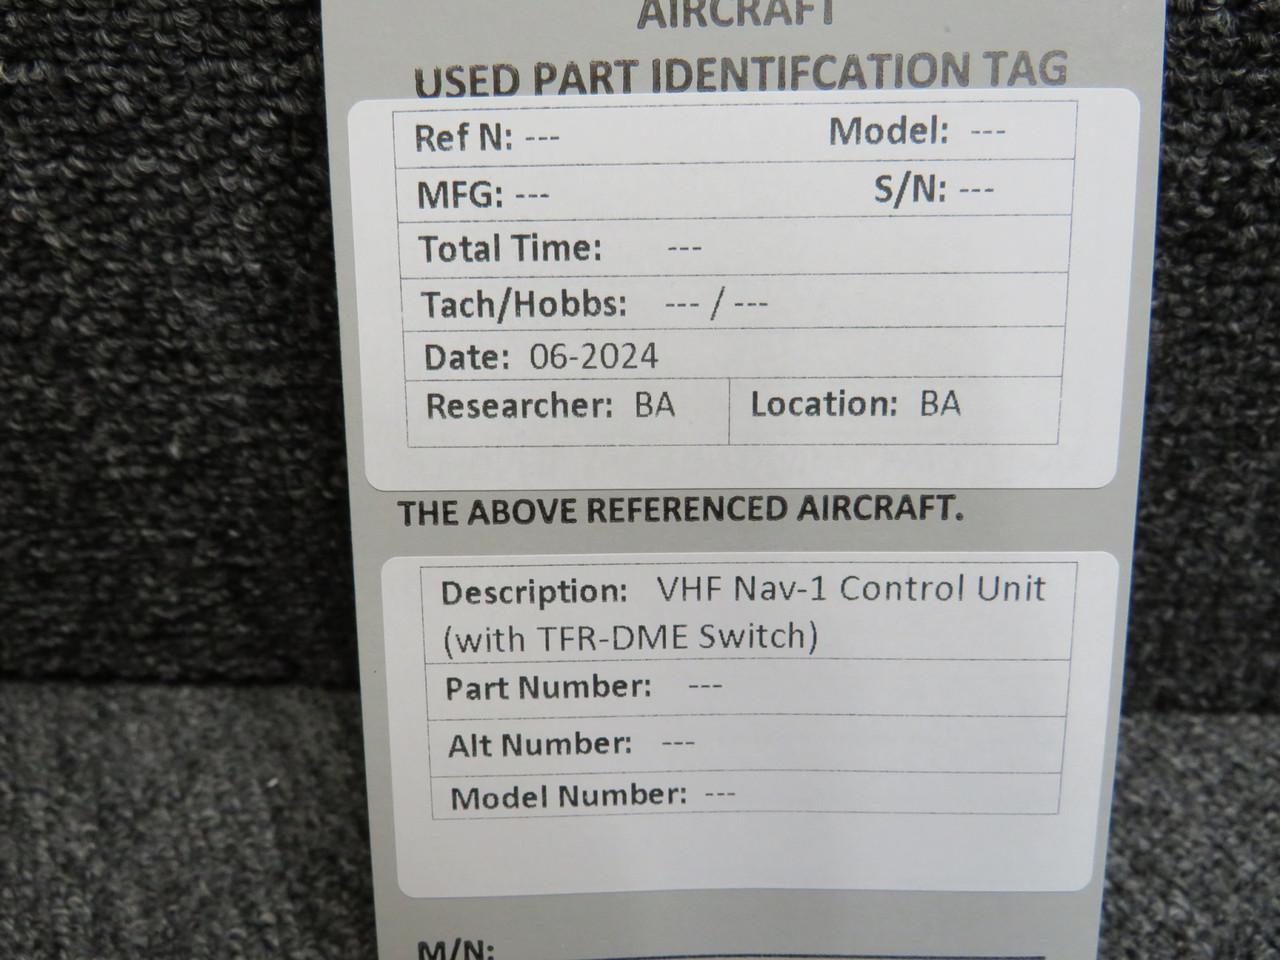 AIRCRAFT
USED PART IDENTIFCATION TAG
Ref N: --- Model: ---
MFG: --- S/N: ---
Total Time: ---
Tach/Hobbs: --- / ---
Date: 06-2024
Researcher: BA Location: BA
THE ABOVE REFERENCED AIRCRAFT.
Description: VHF Nav-1 Control Unit
(with TFR-DME Switch)
Part Number: ---
Alt Number: ---
Model Number: ---
M/N: